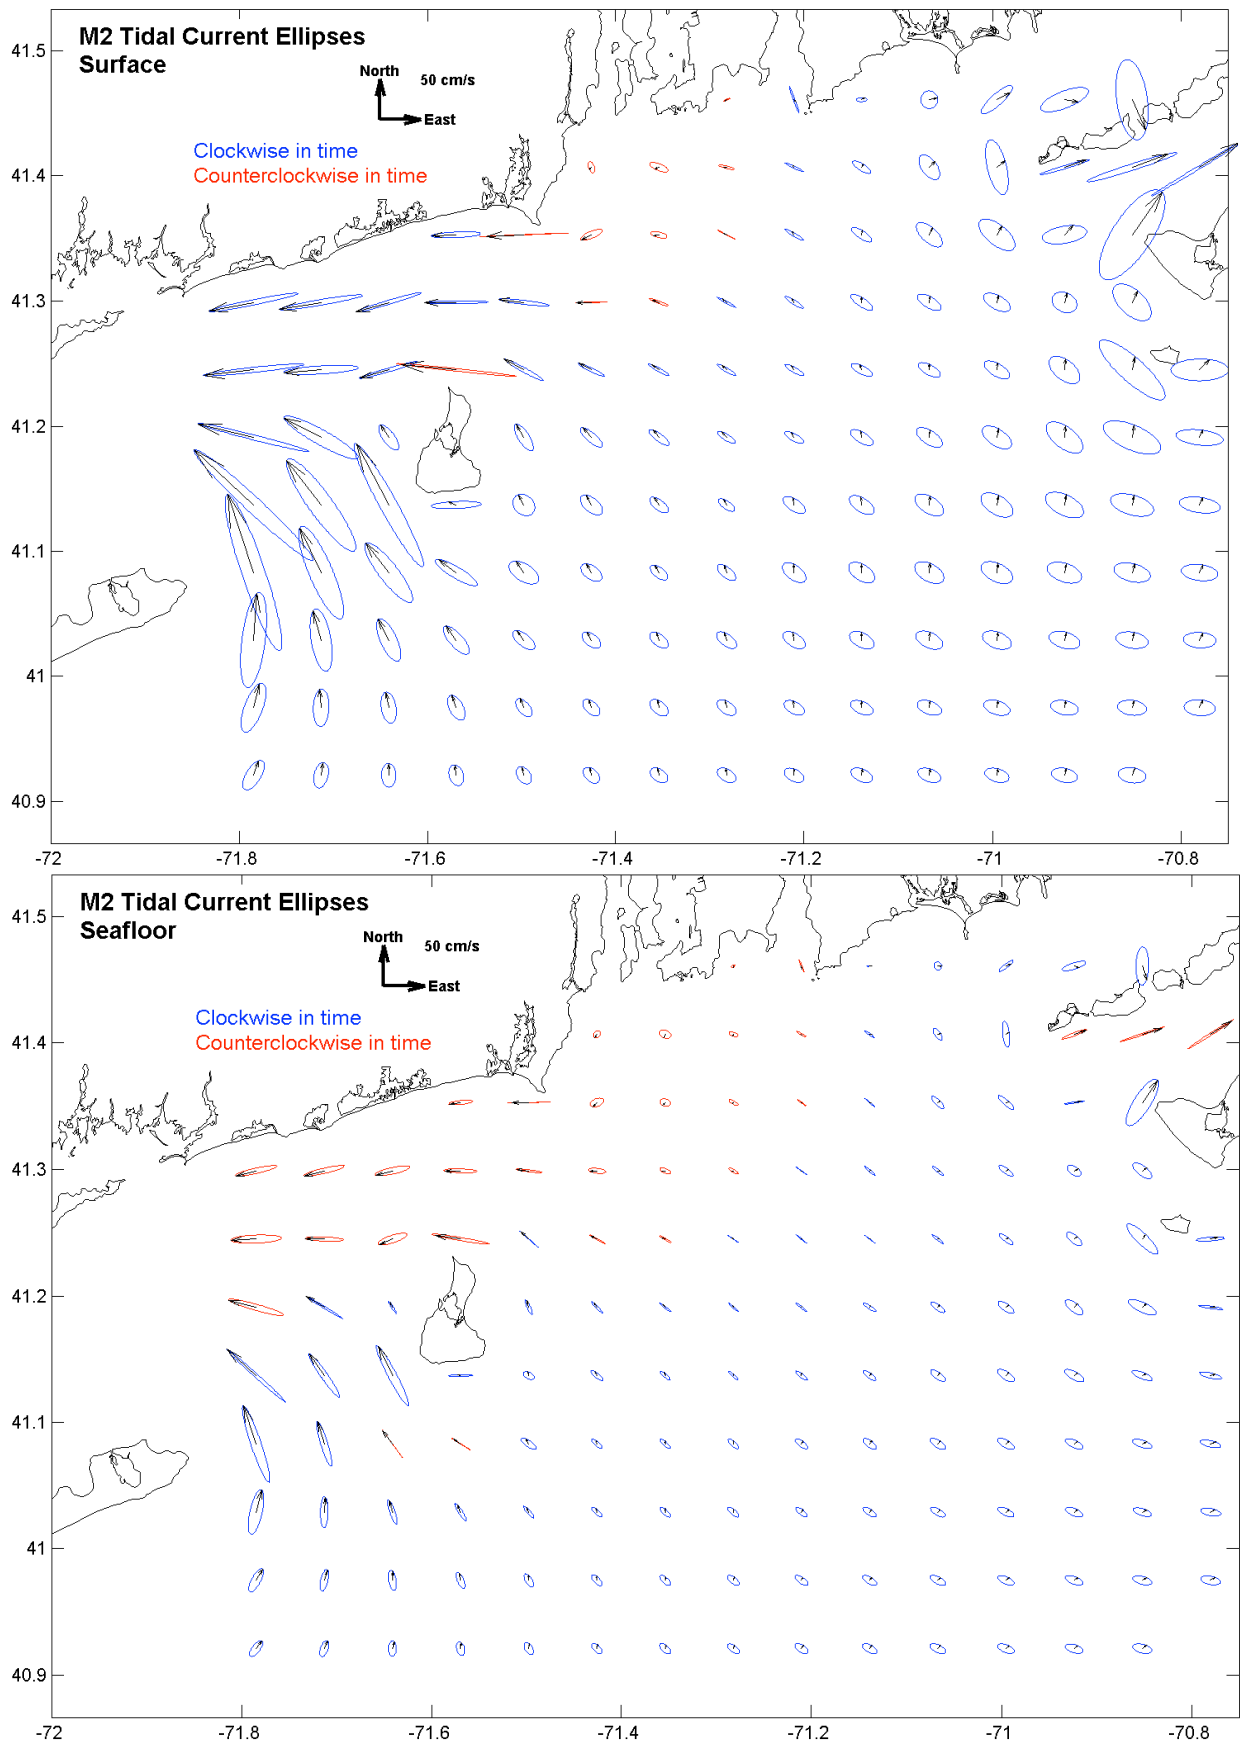 M2 Tidal Current Ellipses
Surface
North
50 cm/s
East
Clockwise in time
Counterclockwise in time
41.5
41.4
41.3
41.2
41.1
41
40.9
-72
-71.8
-71.6
-71.4
-71.2
-71
-70.8
M2 Tidal Current Ellipses
Seafloor
North
50 cm/s
East
Clockwise in time
Counterclockwise in time
41.5
41.4
41.3
41.2
41.1
41
40.9
-72
-71.8
-71.6
-71.4
-71.2
-71
-70.8